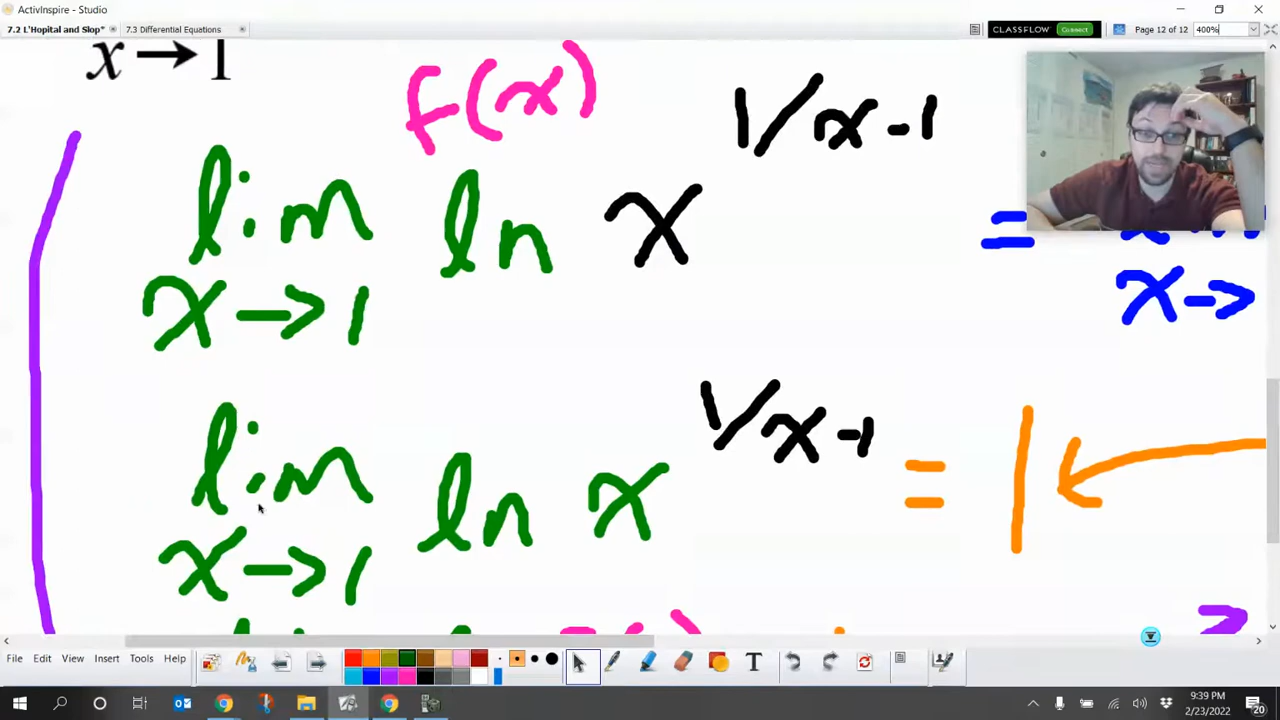 ActivInspire - Studio
7.2 L'Hopital and Slop* 7.3 Differential Equations
CLASSFLOW Connect Page 12 of 12 400%
x→1
f(x)
lim ln x 1/x-1 =
x→1 x->
lim ln x 1/x-1 = 1
x→1
File Edit View Insert Tools Help
9:39 PM
2/23/2022
20